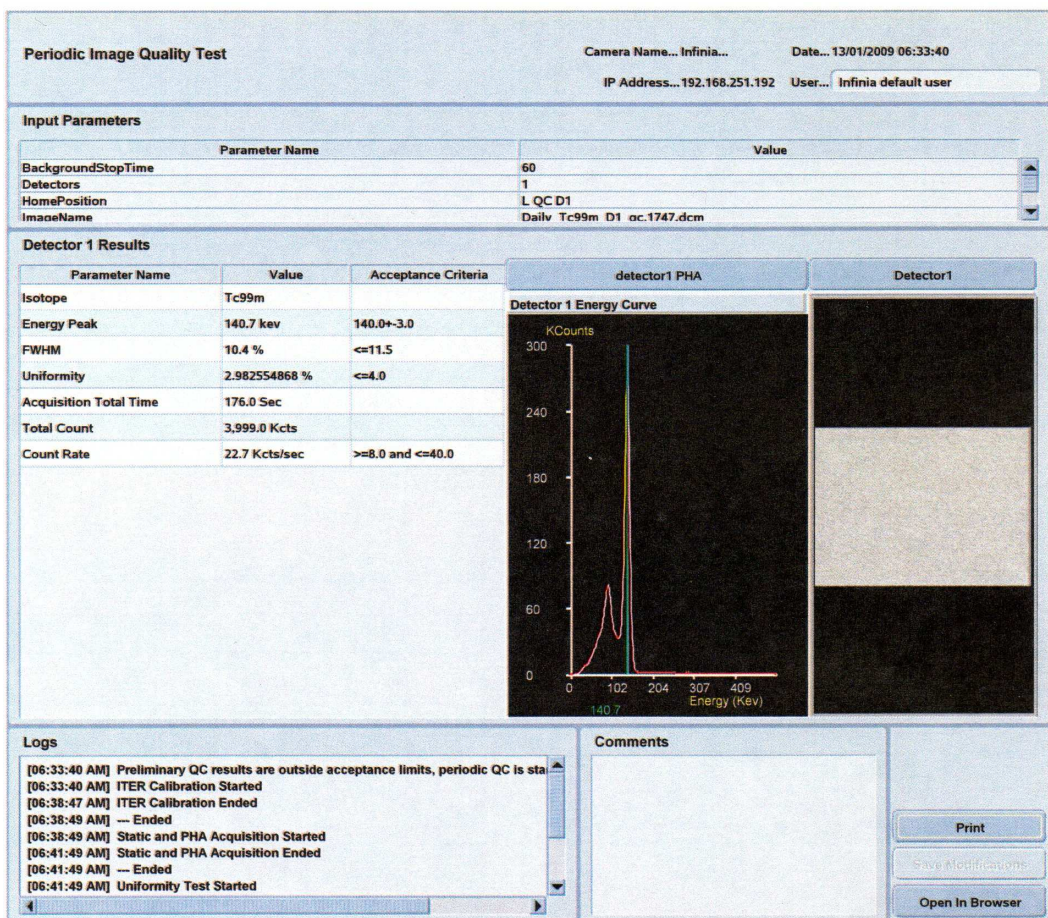 Periodic Image Quality Test
Camera Name... Infinia...
Date... 13/01/2009 06:33:40
IP Address... 192.168.251.192
User... Infinia default user
Input Parameters
Parameter Name Value
BackgroundStopTime 60
Detectors 1
HomePosition L QC D1
ImageName Daily_Tc99m_D1_qc.1747.dcm
Detector 1 Results
Parameter Name Value Acceptance Criteria
Isotope Tc99m
Energy Peak 140.7 kev 140.0+-3.0
FWHM 10.4 % <=11.5
Uniformity 2.982554868 % <=4.0
Acquisition Total Time 176.0 Sec
Total Count 3,999.0 Kcts
Count Rate 22.7 Kcts/sec >=8.0 and <=40.0
detector1 PHA
Detector 1 Energy Curve
KCounts
300
240
180
120
60
0
0 102 204 307 409
Energy (Kev)
140.7
Detector1
Logs
[06:33:40 AM] Preliminary QC results are outside acceptance limits, periodic QC is sta
[06:33:40 AM] ITER Calibration Started
[06:38:47 AM] ITER Calibration Ended
[06:38:49 AM] --- Ended
[06:38:49 AM] Static and PHA Acquisition Started
[06:41:49 AM] Static and PHA Acquisition Ended
[06:41:49 AM] --- Ended
[06:41:49 AM] Uniformity Test Started
Comments
Print
Save Modifications
Open In Browser